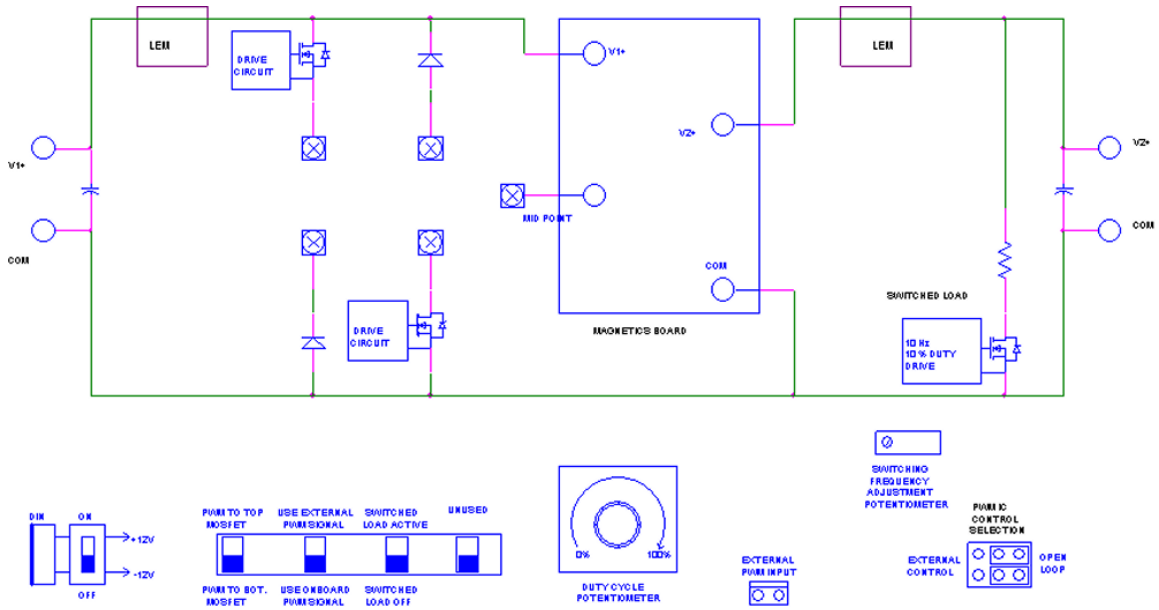 LEM
DRIVE
CIRCUIT
V1+
LEM
V2+
V1+
V2+
MID POINT
COM
COM
COM
SWITCHED LOAD
DRIVE
CIRCUIT
MAGNETICS BOARD
10 Hz
10 % DUTY
DRIVE
SWITCHING
FREQUENCY
ADJUSTMENT
POTENTIOMETER
DIN
ON
+12V
-12V
OFF
PWM TO TOP
MOSFET
USE EXTERNAL
PWM SIGNAL
SWITCHED
LOAD ACTIVE
UNUSED
PWM TO BOT.
MOSFET
USE ONBOARD
PWM SIGNAL
SWITCHED
LOAD OFF
0%
100%
DUTY CYCLE
POTENTIOMETER
EXTERNAL
PWM INPUT
PWM IC
CONTROL
SELECTION
EXTERNAL
CONTROL
OPEN
LOOP